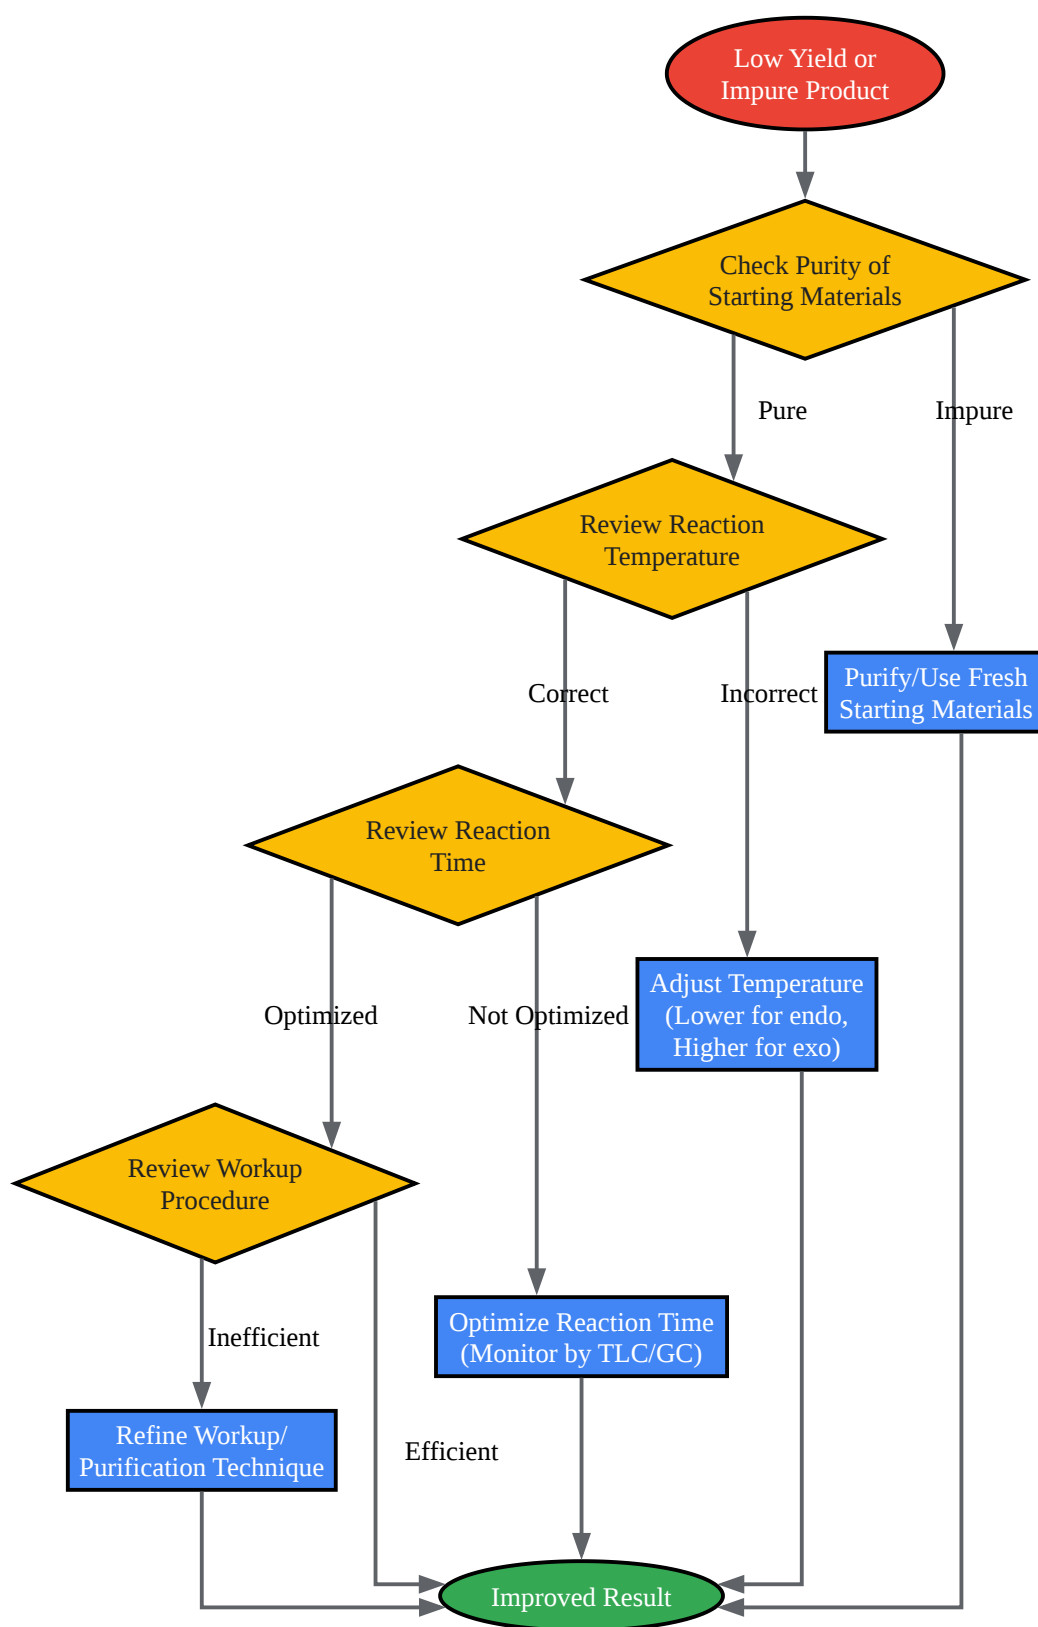 Low Yield or
Impure Product
Check Purity of
Starting Materials
Pure
Impure
Review Reaction
Temperature
Correct
Incorrect
Purify/Use Fresh
Starting Materials
Review Reaction
Time
Optimized
Not Optimized
Adjust Temperature
(Lower for endo,
Higher for exo)
Review Workup
Procedure
Inefficient
Optimize Reaction Time
(Monitor by TLC/GC)
Refine Workup/
Purification Technique
Efficient
Improved Result